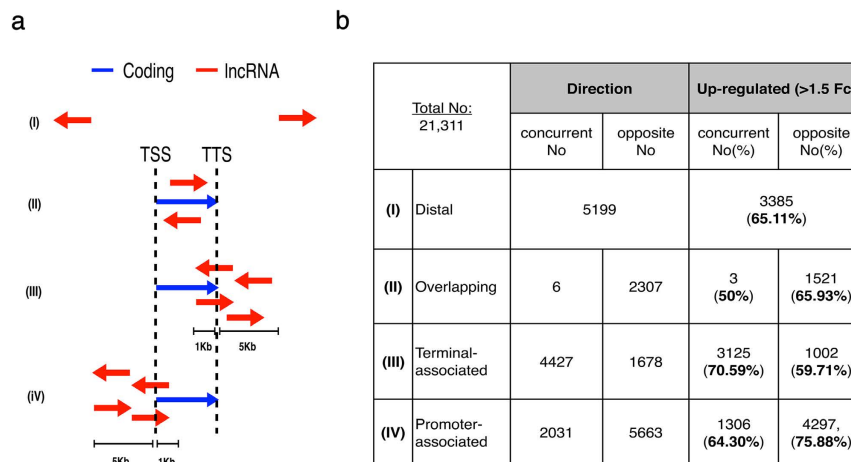 a
Coding
lncRNA
(I)
TSS
TTS
(II)
(III)
1Kb
5Kb
(iV)
5Kb
1Kb
b
Total No:
21,311
Direction
Up-regulated (>1.5 Fc
concurrent
No
opposite
No
concurrent
No(%)
opposite
No(%)
(I)
Distal
5199
3385
(65.11%)
(II)
Overlapping
6
2307
3
(50%)
1521
(65.93%)
(III)
Terminal-
associated
4427
1678
3125
(70.59%)
1002
(59.71%)
(IV)
Promoter-
associated
2031
5663
1306
(64.30%)
4297,
(75.88%)